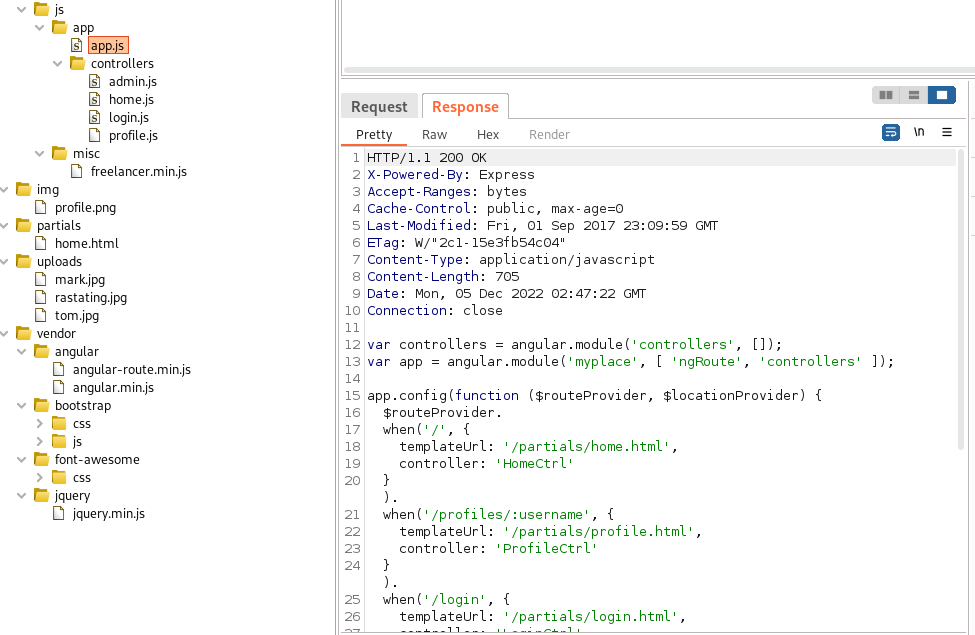 js
app
app.js
controllers
admin.js
home.js
login.js
profile.js
misc
freelancer.min.js
img
profile.png
partials
home.html
uploads
mark.jpg
rastating.jpg
tom.jpg
vendor
angular
angular-route.min.js
angular.min.js
bootstrap
css
js
font-awesome
css
jquery
jquery.min.js
Request Response
Pretty Raw Hex Render \n
1 HTTP/1.1 200 OK
2 X-Powered-By: Express
3 Accept-Ranges: bytes
4 Cache-Control: public, max-age=0
5 Last-Modified: Fri, 01 Sep 2017 23:09:59 GMT
6 ETag: W/"2c1-15e3fb54c04"
7 Content-Type: application/javascript
8 Content-Length: 705
9 Date: Mon, 05 Dec 2022 02:47:22 GMT
10 Connection: close
11
12 var controllers = angular.module('controllers', []);
13 var app = angular.module('myplace', [ 'ngRoute', 'controllers' ]);
14
15 app.config(function ($routeProvider, $locationProvider) {
16 $routeProvider.
17 when('/', {
18 templateUrl: '/partials/home.html',
19 controller: 'HomeCtrl'
20 }
).
21 when('/profiles/:username', {
22 templateUrl: '/partials/profile.html',
23 controller: 'ProfileCtrl'
24 }
).
25 when('/login', {
26 templateUrl: '/partials/login.html',
27 controller: 'LoginCtrl'